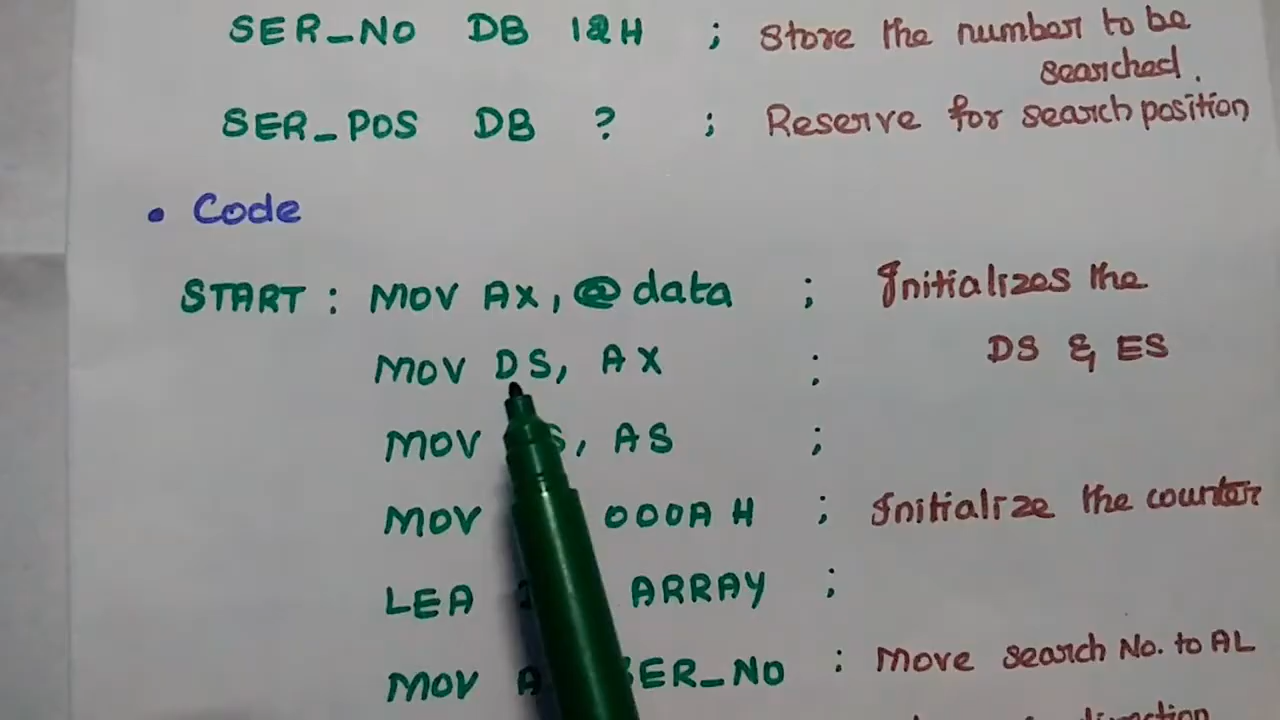 SER_NO DB 12H ; Store the number to be
searched.
SER_POS DB ? ; Reserve for search position
• Code
START : MOV AX, @data ; Initializes the
DS & ES
MOV DS, AX ;
MOV S, AS ;
MOV 000A H ; Initialize the counter
LEA ARRAY ;
MOV A SER_NO ; Move search No. to AL
direction